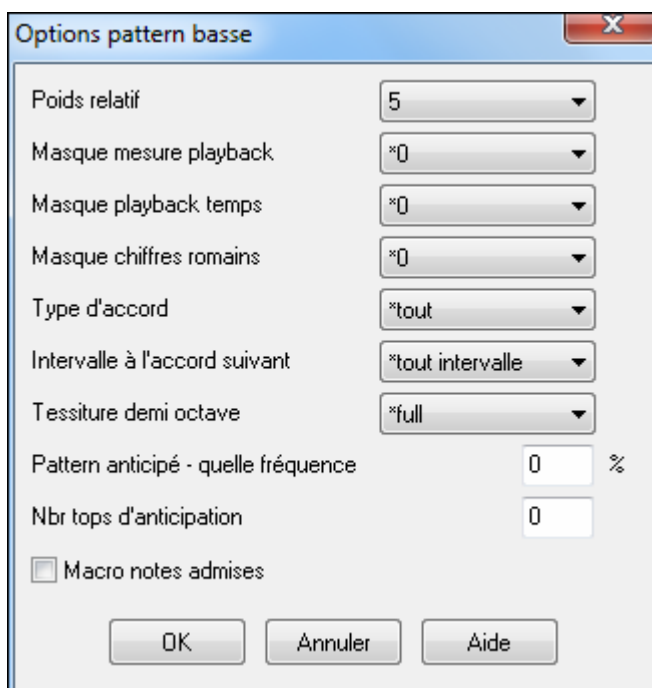 Options pattern basse
Poids relatif 5
Masque mesure playback *0
Masque playback temps *0
Masque chiffres romains *0
Type d'accord *tout
Intervalle à l'accord suivant *tout intervalle
Tessiture demi octave *full
Pattern anticipé - quelle fréquence 0 %
Nbr tops d'anticipation 0
Macro notes admises
OK Annuler Aide